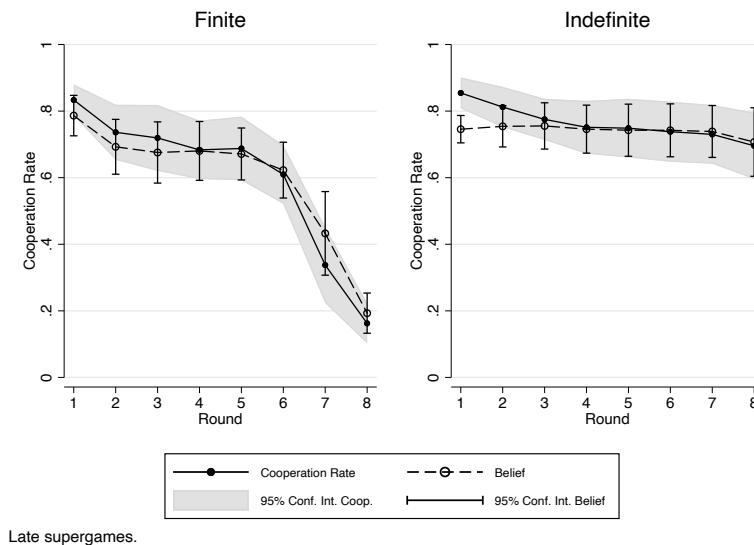 Finite
Indefinite
Cooperation Rate
0 .2 .4 .6 .8 1
1 2 3 4 5 6 7 8
Round
Cooperation Rate
0 .2 .4 .6 .8 1
1 2 3 4 5 6 7 8
Round
Cooperation Rate
Belief
95% Conf. Int. Coop.
95% Conf. Int. Belief
Late supergames.